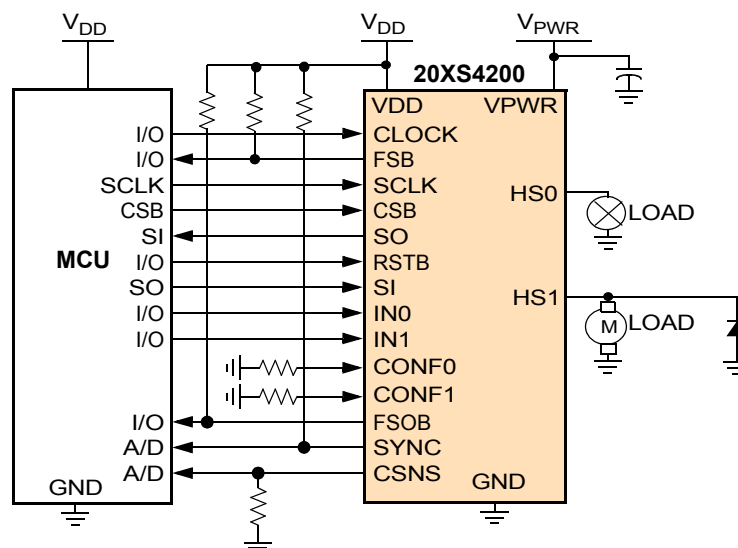 VDD
VDD
VPWR
20XS4200
VDD
VPWR
I/O
CLOCK
I/O
FSB
SCLK
SCLK
HS0
CSB
CSB
LOAD
SI
SO
MCU
I/O
RSTB
SO
SI
HS1
I/O
IN0
M
LOAD
I/O
IN1
CONF0
CONF1
I/O
FSOB
A/D
SYNC
A/D
CSNS
GND
GND